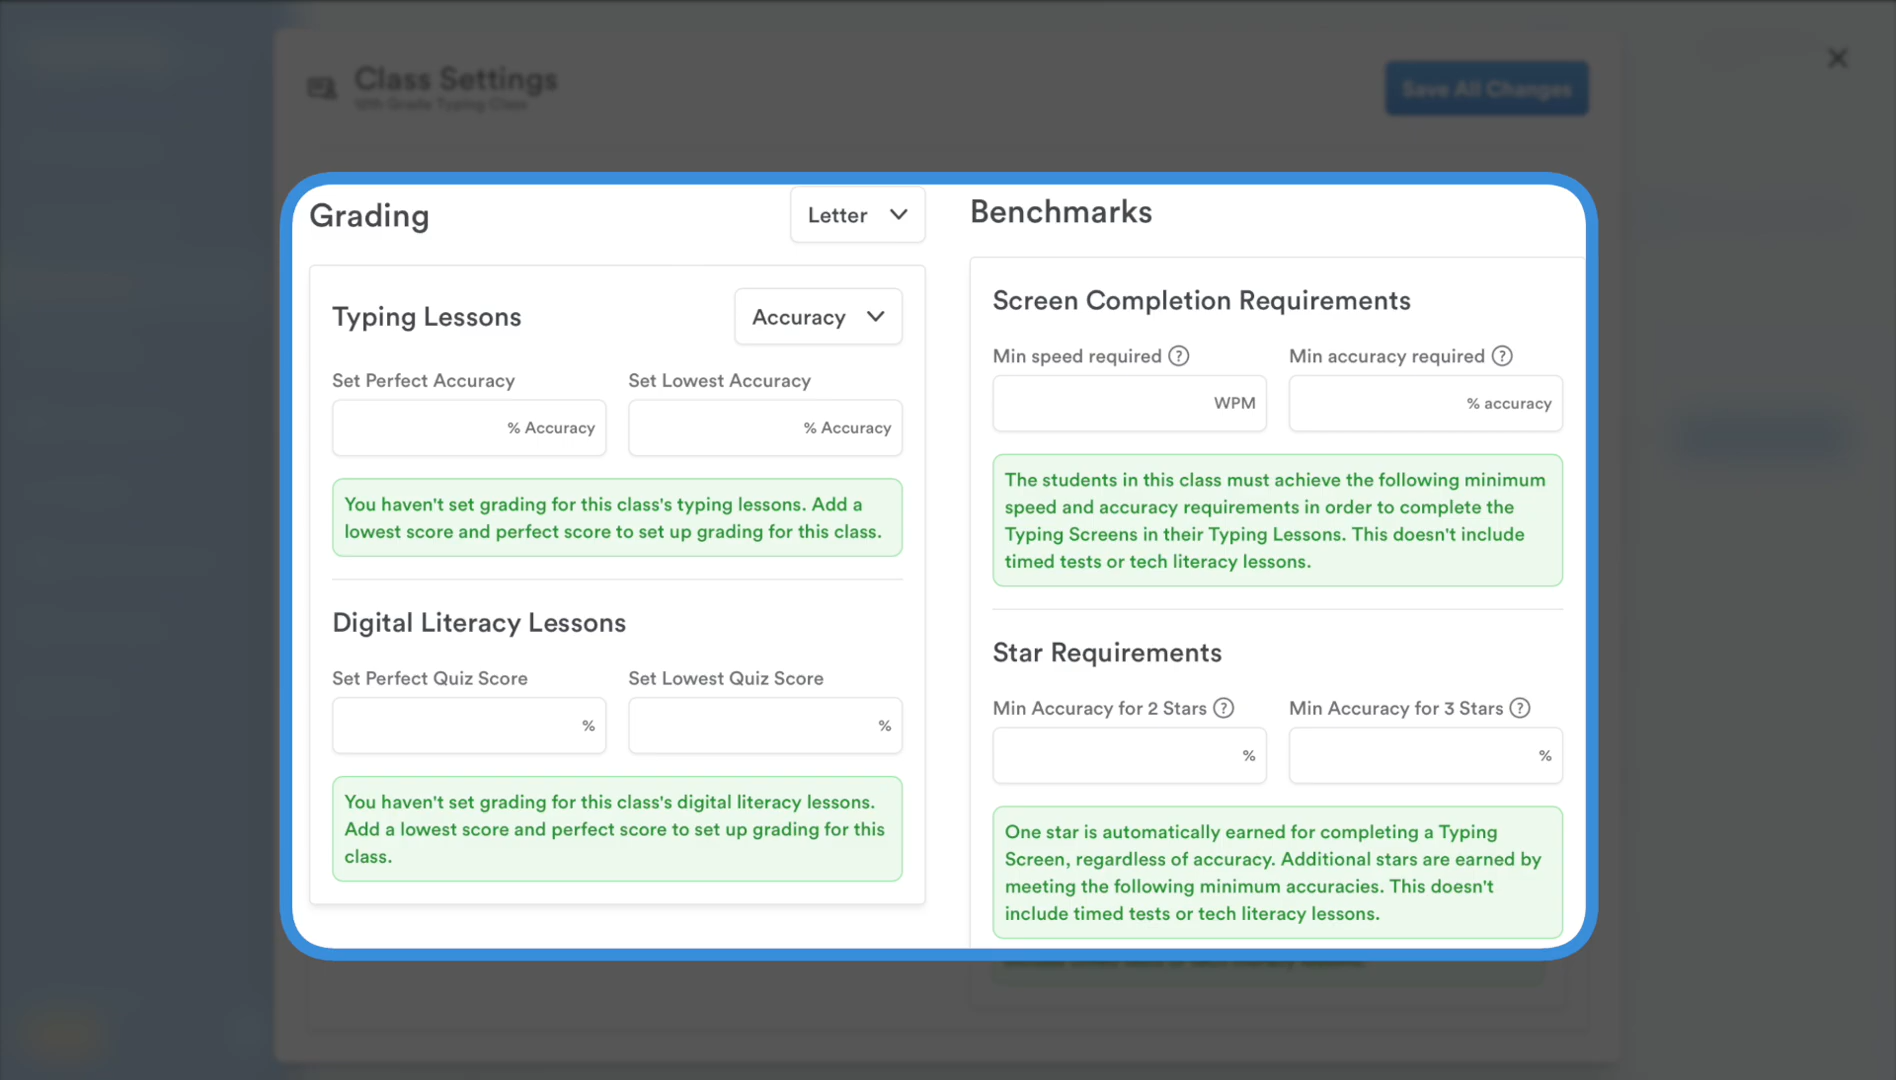 Class Settings
12th Grade Typing Class
Save All Changes
Grading
Letter
Typing Lessons
Accuracy
Set Perfect Accuracy
Set Lowest Accuracy
% Accuracy
% Accuracy
You haven't set grading for this class's typing lessons. Add a
lowest score and perfect score to set up grading for this class.
Digital Literacy Lessons
Set Perfect Quiz Score
Set Lowest Quiz Score
%
%
You haven't set grading for this class's digital literacy lessons.
Add a lowest score and perfect score to set up grading for this
class.
Benchmarks
Screen Completion Requirements
Min speed required ?
Min accuracy required ?
WPM
% accuracy
The students in this class must achieve the following minimum
speed and accuracy requirements in order to complete the
Typing Screens in their Typing Lessons. This doesn't include
timed tests or tech literacy lessons.
Star Requirements
Min Accuracy for 2 Stars ?
Min Accuracy for 3 Stars ?
%
%
One star is automatically earned for completing a Typing
Screen, regardless of accuracy. Additional stars are earned by
meeting the following minimum accuracies. This doesn't
include timed tests or tech literacy lessons.